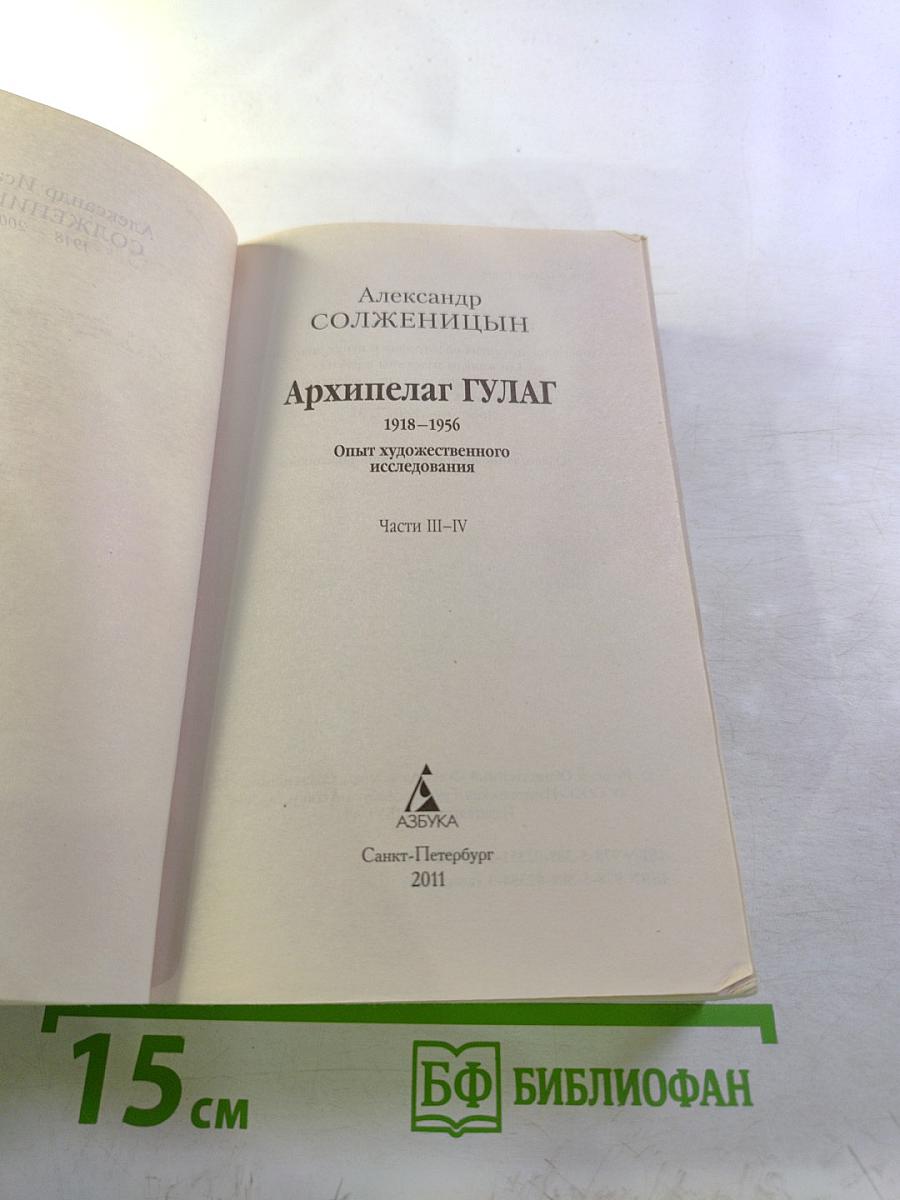 Александр
СОЛЖЕНИЦЫН
Архипелаг ГУЛАГ
1918–1956
Опыт художественного
исследования
Части III–IV
АЗБУКА
Санкт-Петербург
2011
15 см
БФ БИБЛИОФАН